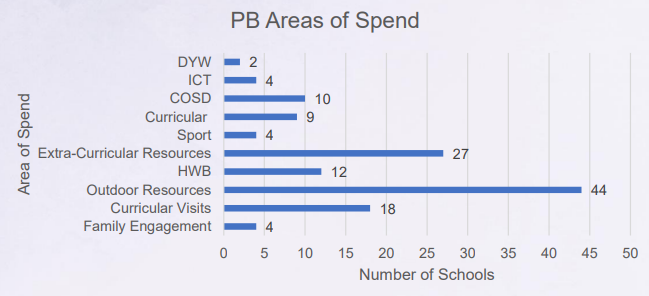 PB Areas of Spend
Area of Spend
DYW 2
ICT 4
COSD 10
Curricular 9
Sport 4
Extra-Curricular Resources 27
HWB 12
Outdoor Resources 44
Curricular Visits 18
Family Engagement 4
0 5 10 15 20 25 30 35 40 45 50
Number of Schools